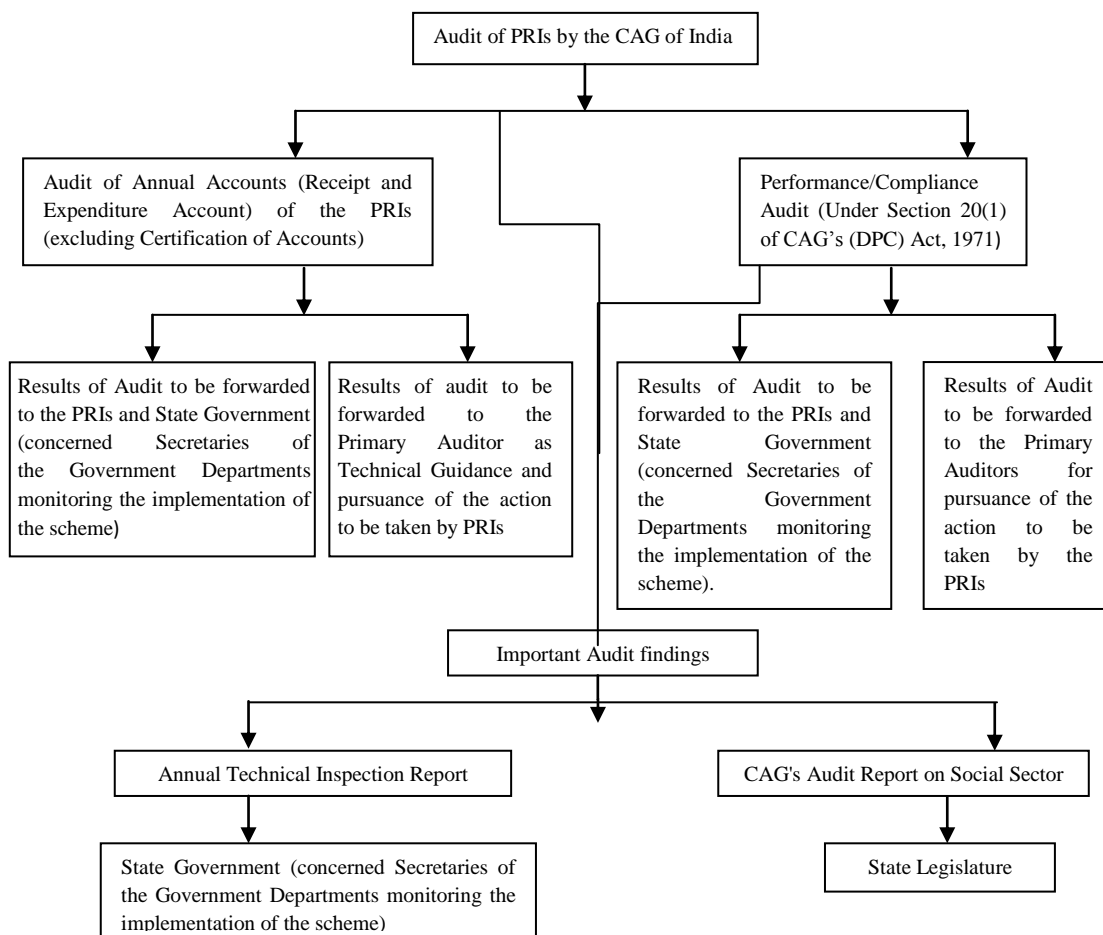 Audit of PRIs by the CAG of India
Audit of Annual Accounts (Receipt and
Expenditure Account) of the PRIs
(excluding Certification of Accounts)
Performance/Compliance
Audit (Under Section 20(1)
of CAG’s (DPC) Act, 1971)
Results of Audit to be forwarded
to the PRIs and State Government
(concerned Secretaries of
the Government Departments
monitoring the implementation of
the scheme)
Results of audit to be
forwarded to the
Primary Auditor as
Technical Guidance and
pursuance of the action
to be taken by PRIs
Results of Audit to be
forwarded to the PRIs and
State Government
(concerned Secretaries of
the Government
Departments monitoring
the implementation of the
scheme).
Results of Audit
to be forwarded
to the Primary
Auditors for
pursuance of the
action to be
taken by the
PRIs
Important Audit findings
Annual Technical Inspection Report
CAG's Audit Report on Social Sector
State Government (concerned Secretaries of
the Government Departments monitoring the
implementation of the scheme)
State Legislature